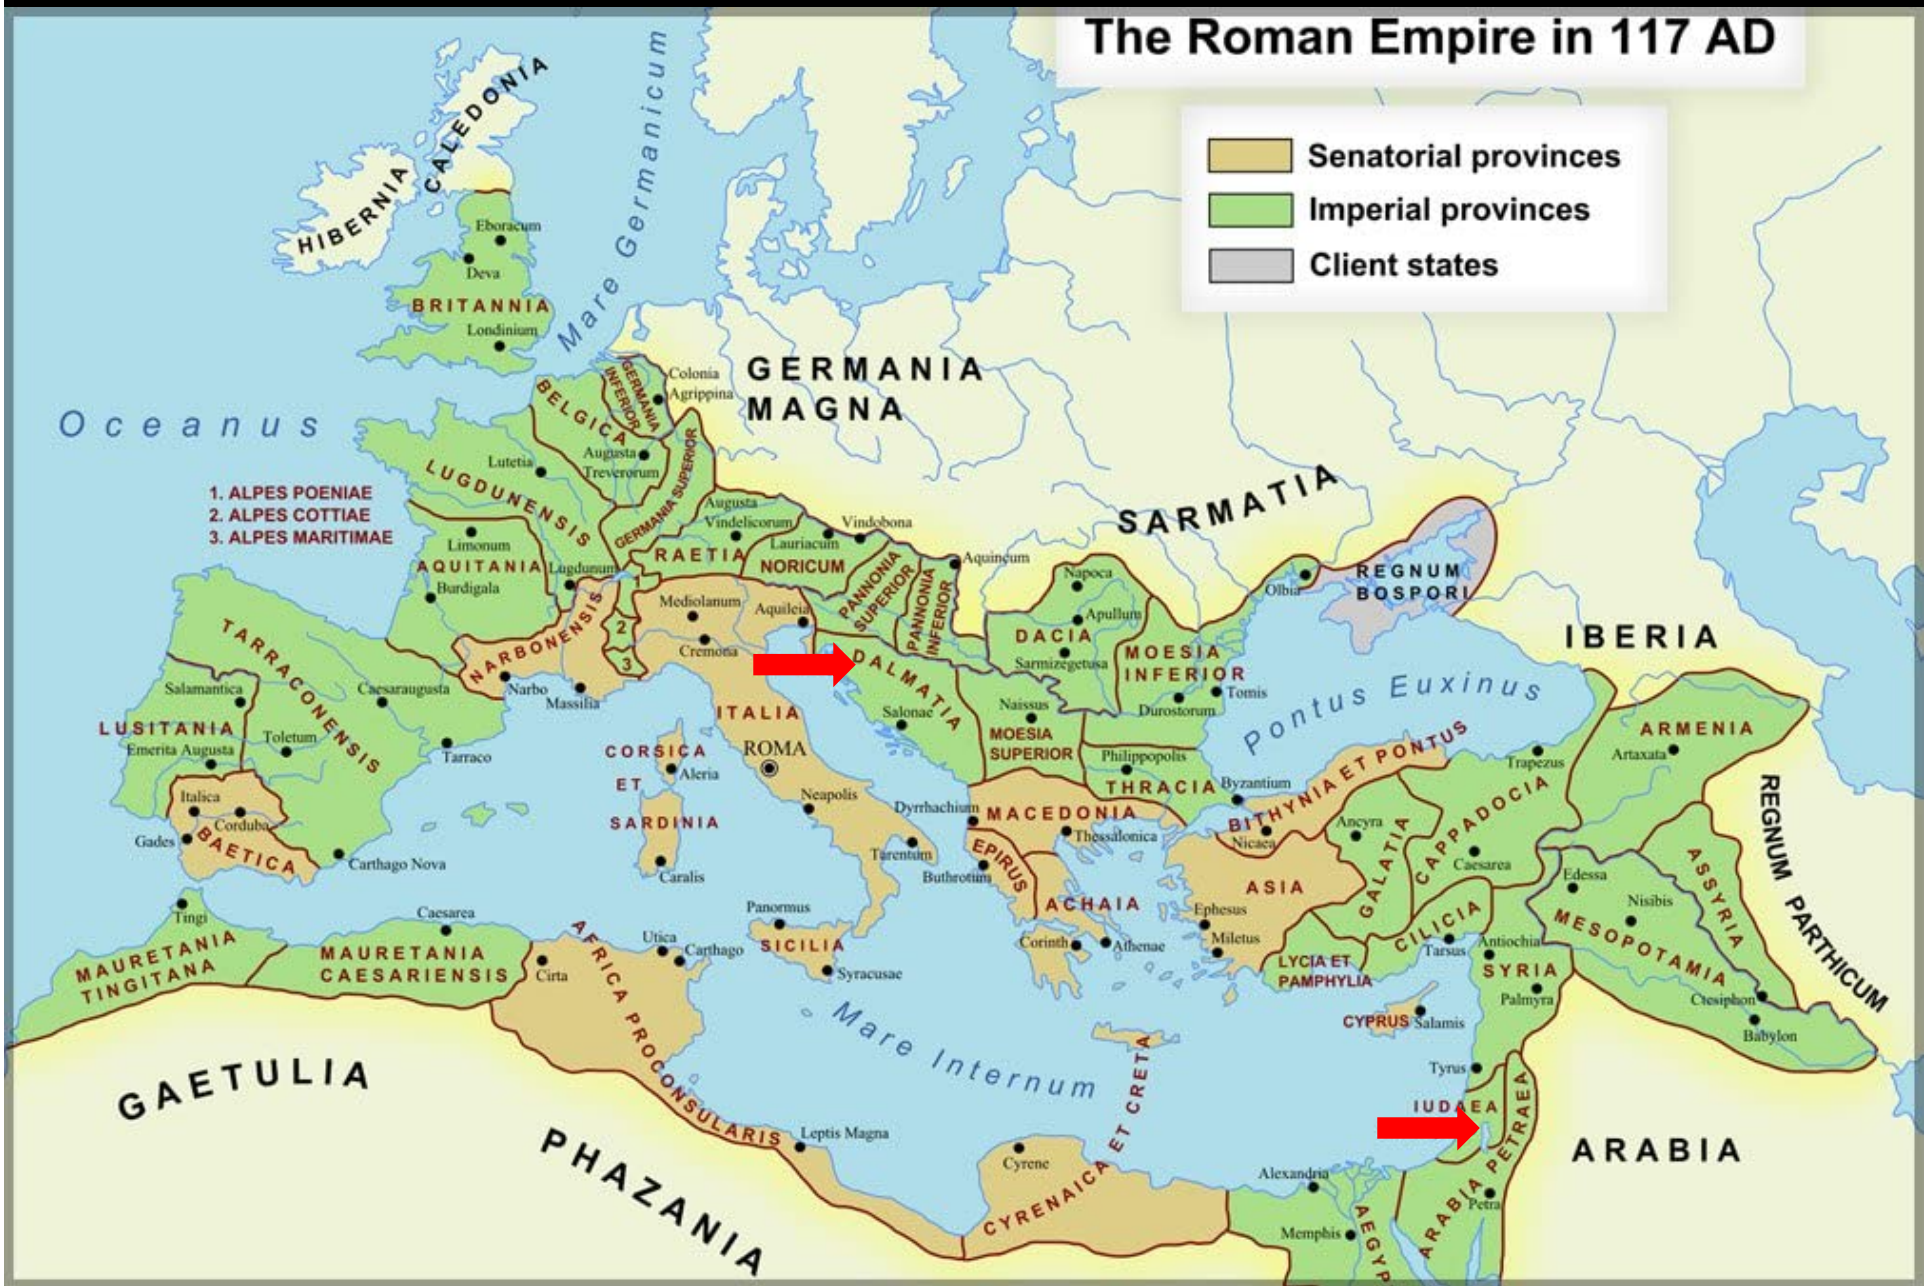 The Roman Empire in 117 AD
Senatorial provinces
Imperial provinces
Client states
CALEDONIA
HIBERNIA
Mare Germanicum
Eboracum
Deva
BRITANNIA
Londinium
Oceanus
GERMANIA
MAGNA
GERMANIA
INFERIOR
Colonia
Agrippina
BELGICA
Augusta
Treverorum
Lutetia
LUGDUNENSIS
GERMANIA SUPERIOR
1. ALPES POENIAE
2. ALPES COTTIAE
3. ALPES MARITIMAE
SARMATIA
Augusta
Vindelicorum
Vindobona
Lauriacum
Limonum
AQUITANIA
Lugdunum
Burdigala
RAETIA
NORICUM
PANNONIA
SUPERIOR
PANNONIA
INFERIOR
Aquincum
Napoca
Apullum
DACIA
Sarmizegetusa
Olbia
REGNUM
BOSPORI
IBERIA
1
2
3
Mediolanum
Aquileia
Cremona
NARBONENSIS
Narbo
Massilia
DALMATIA
Salonae
MOESIA
INFERIOR
Tomis
Durostorum
Naissus
MOESIA
SUPERIOR
Pontus Euxinus
TARRACONENSIS
Salamantica
Caesaraugusta
LUSITANIA
Emerita Augusta
Toletum
Tarraco
Italica
Corduba
Gades
BAETICA
Carthago Nova
ITALIA
ROMA
CORSICA
ET
SARDINIA
Aleria
Caralis
Neapolis
Tarentum
Dyrrhachium
MACEDONIA
Thessalonica
Buthrotum
EPIRUS
ACHAIA
Corinth
Athenae
Philippopolis
THRACIA
Byzantium
BITHYNIA ET PONTUS
Nicaea
Trapezus
ARMENIA
Artaxata
Ancyra
GALATIA
CAPPADOCIA
Caesarea
ASIA
Ephesus
Miletus
LYCIA ET
PAMPHYLIA
CILICIA
Tarsus
Antiochia
SYRIA
Palmyra
Edessa
Nisibis
MESOPOTAMIA
ASSYRIA
REGNUM PARTHICUM
Ctesiphon
Babylon
CYPRUS
Salamis
Tyrus
IUDAEA
ARABIA PETRAEA
Petra
ARABIA
Tingi
MAURETANIA
TINGITANA
Caesarea
MAURETANIA
CAESARIENSIS
Cirta
Utica
Carthago
AFRICA PROCONSULARIS
Panormus
SICILIA
Syracusae
Mare Internum
GAETULIA
PHAZANIA
Leptis Magna
Cyrene
CYRENAICA ET CRETA
Alexandria
Memphis
AEGYP